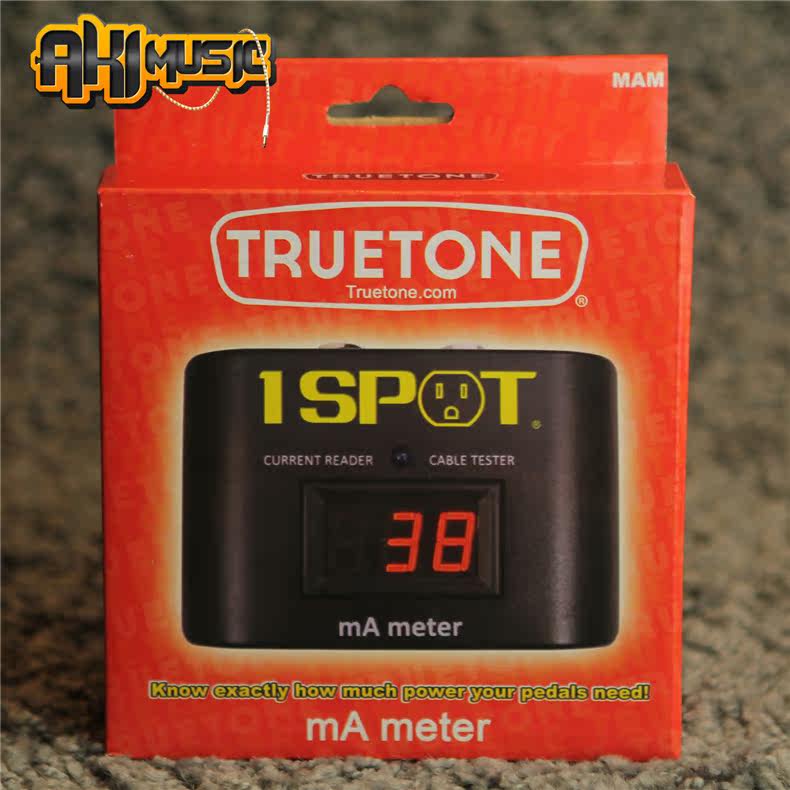 AKI MUSIC
MAM
TRUETONE
TRUETONE
Truetone.com
®
1 SPOT®
CURRENT READER CABLE TESTER
38
mA meter
Know exactly how much power your pedals need!
mA meter